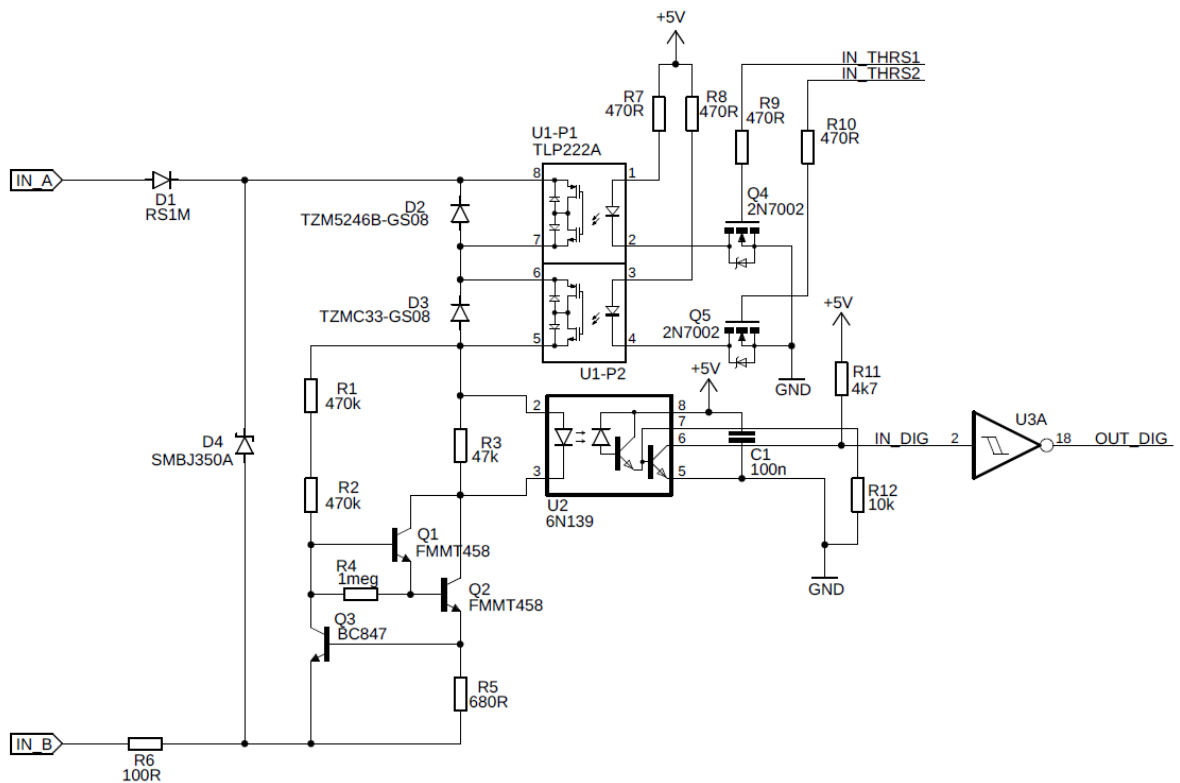 +5V
IN_THRS1
IN_THRS2
R7
470R
R8
470R
R9
470R
R10
470R
U1-P1
TLP222A
IN_A
D1
RS1M
8
1
D2
TZM5246B-GS08
Q4
2N7002
7
2
6
3
D3
TZMC33-GS08
+5V
Q5
2N7002
5
4
U1-P2
GND
R11
4k7
+5V
R1
470k
2
8
7
6
IN_DIG
2
U3A
18
OUT_DIG
D4
SMBJ350A
R3
47k
C1
100n
3
5
R2
470k
U2
6N139
R12
10k
Q1
FMMT458
R4
1meg
Q2
FMMT458
GND
Q3
BC847
R5
680R
IN_B
R6
100R